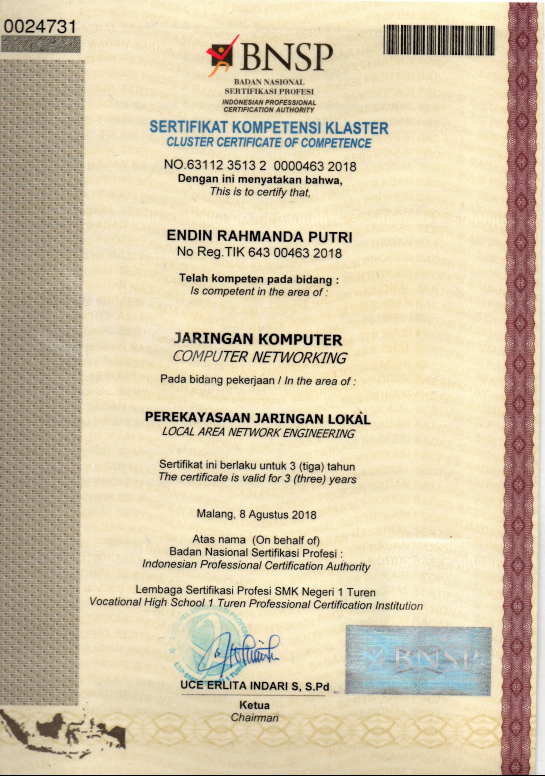 0024731
BNSP
BADAN NASIONAL
SERTIFIKASI PROFESI
INDONESIAN PROFESSIONAL
CERTIFICATION AUTHORITY
SERTIFIKAT KOMPETENSI KLASTER
CLUSTER CERTIFICATE OF COMPETENCE
NO.63112 3513 2 0000463 2018
Dengan ini menyatakan bahwa,
This is to certify that,
ENDIN RAHMANDA PUTRI
No Reg.TIK 643 00463 2018
Telah kompeten pada bidang :
Is competent in the area of :
JARINGAN KOMPUTER
COMPUTER NETWORKING
Pada bidang pekerjaan / In the area of :
PEREKAYASAAN JARINGAN LOKAL
LOCAL AREA NETWORK ENGINEERING
Sertifikat ini berlaku untuk 3 (tiga) tahun
The certificate is valid for 3 (three) years
Malang, 8 Agustus 2018
Atas nama (On behalf of)
Badan Nasional Sertifikasi Profesi :
Indonesian Professional Certification Authority
Lembaga Sertifikasi Profesi SMK Negeri 1 Turen
Vocational High School 1 Turen Professional Certification Institution
BNSP
UCE ERLITA INDARI S, S.Pd
Ketua
Chairman